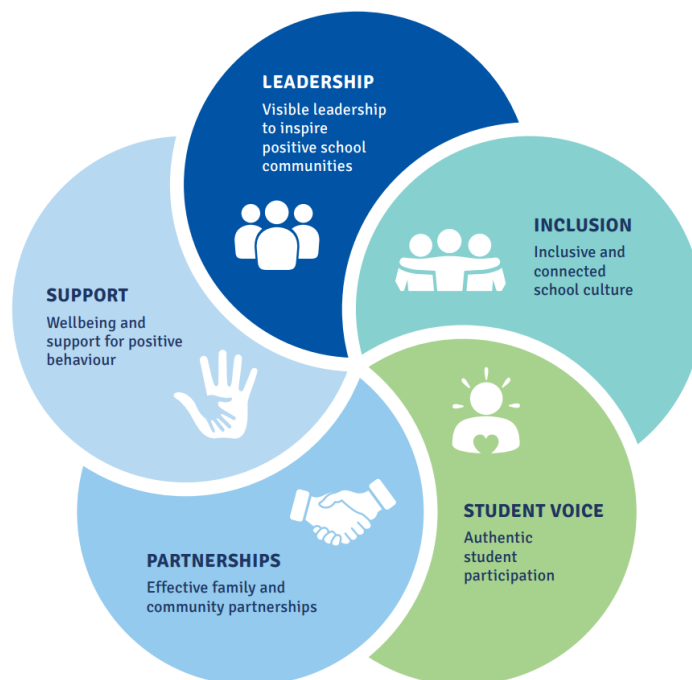 LEADERSHIP
Visible leadership
to inspire
positive school
communities
INCLUSION
Inclusive and
connected
school culture
STUDENT VOICE
Authentic
student
participation
PARTNERSHIPS
Effective family and
community partnerships
SUPPORT
Wellbeing and
support for positive
behaviour